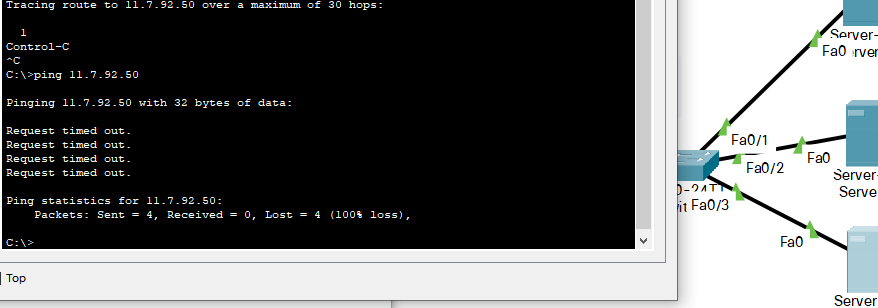 Tracing route to 11.7.92.50 over a maximum of 30 hops:
1
Control-C
^C
C:\>ping 11.7.92.50
Pinging 11.7.92.50 with 32 bytes of data:
Request timed out.
Request timed out.
Request timed out.
Request timed out.
Ping statistics for 11.7.92.50:
Packets: Sent = 4, Received = 0, Lost = 4 (100% loss),
C:\>
Top
Server-
Fa0 erver
Fa0/1
Fa0
Fa0/2
Server-
Serve
0-24TT
it Fa0/3
Fa0
Server